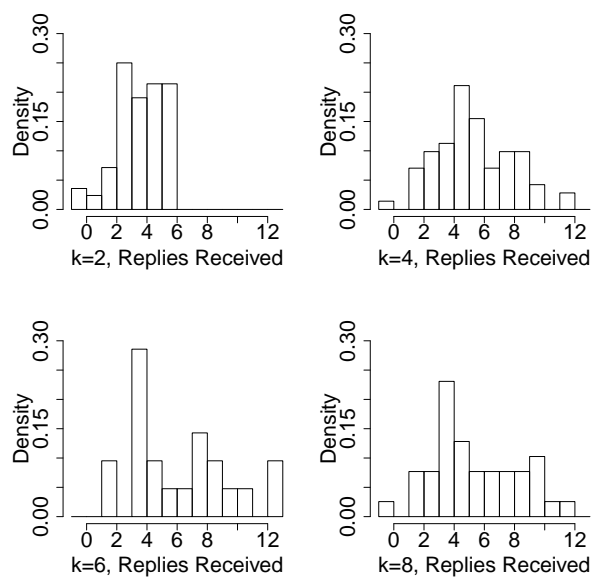 0.30
0.15
0.00
Density
0 2 4 6 8 12
k=2, Replies Received
0.30
0.15
0.00
Density
0 2 4 6 8 12
k=4, Replies Received
0.30
0.15
0.00
Density
0 2 4 6 8 12
k=6, Replies Received
0.30
0.15
0.00
Density
0 2 4 6 8 12
k=8, Replies Received